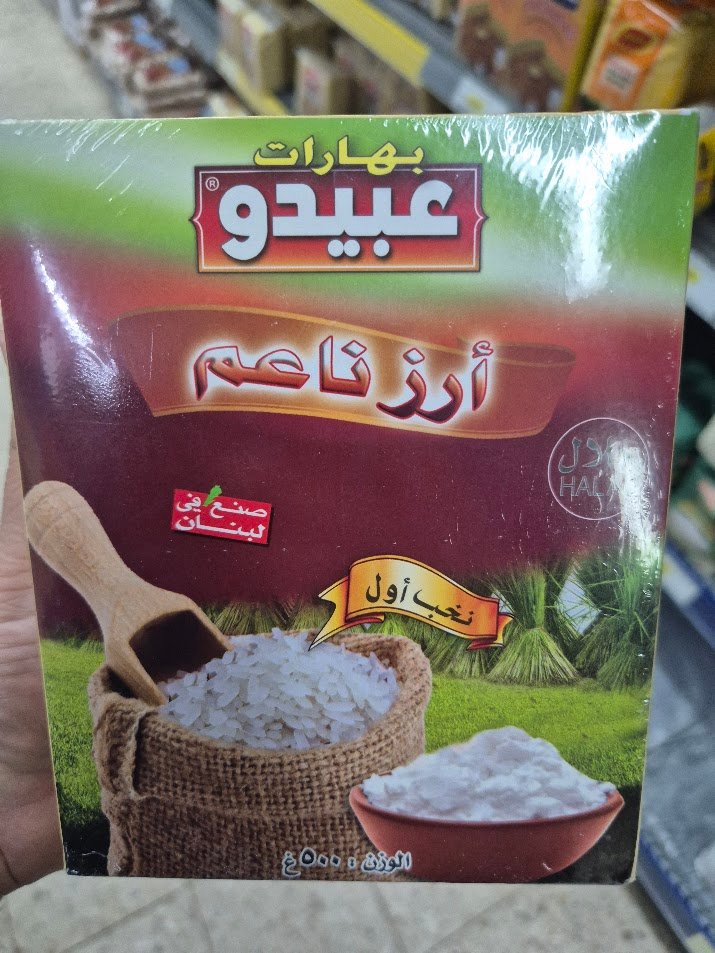 بهارات
عبيدو®
أرز ناعم
حلال
HALAL
صنع في
لبنان
نخب أول
الوزن : ٥٠٠ غ